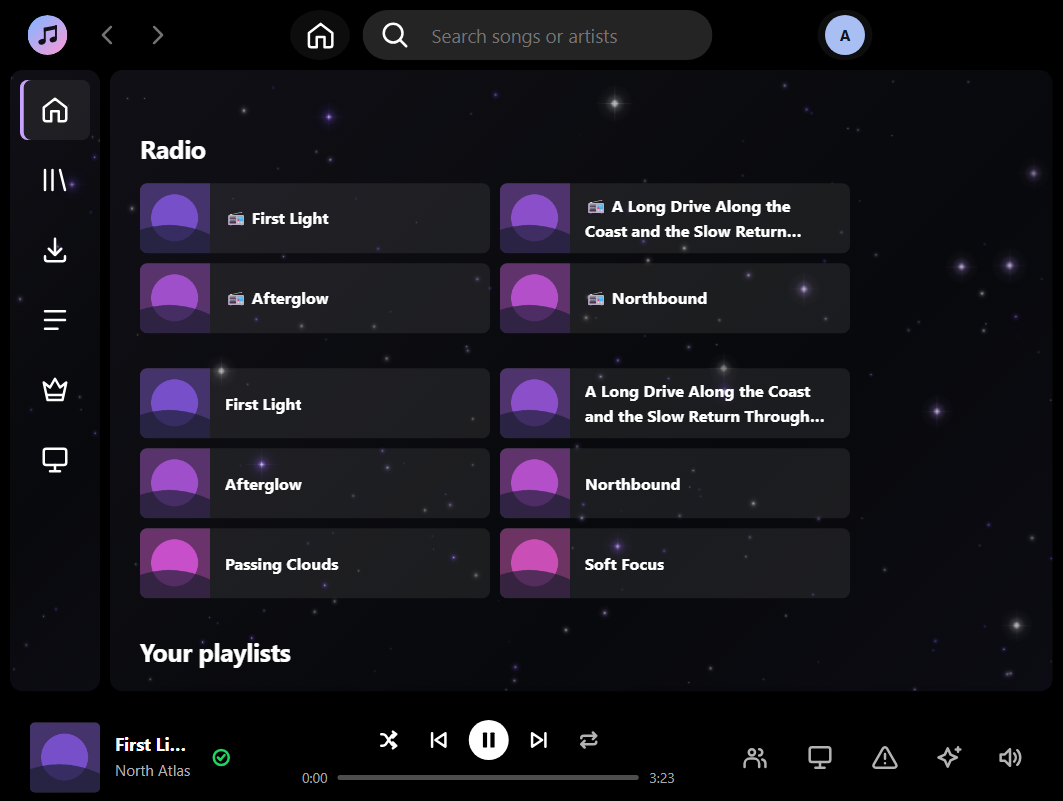 Search songs or artists
A
Radio
📻 First Light
📻 A Long Drive Along the
Coast and the Slow Return...
📻 Afterglow
📻 Northbound
First Light
A Long Drive Along the Coast
and the Slow Return Through...
Afterglow
Northbound
Passing Clouds
Soft Focus
Your playlists
First Li...
North Atlas
0:00
3:23